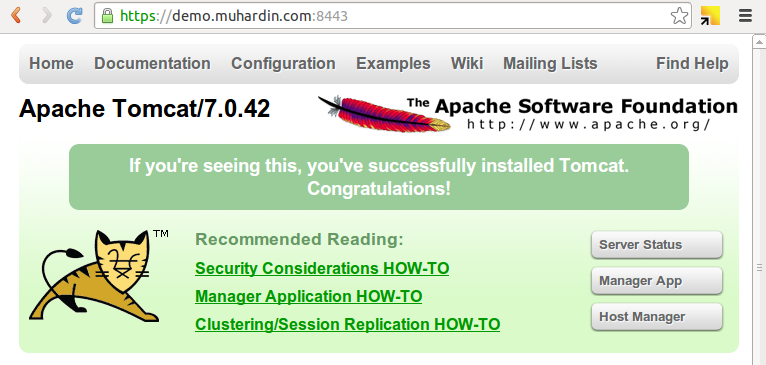 https://demo.muhardin.com:8443
Home Documentation Configuration Examples Wiki Mailing Lists Find Help
Apache Tomcat/7.0.42
The Apache Software Foundation
http://www.apache.org/
If you're seeing this, you've successfully installed Tomcat.
Congratulations!
TM
Recommended Reading:
Security Considerations HOW-TO
Manager Application HOW-TO
Clustering/Session Replication HOW-TO
Server Status
Manager App
Host Manager